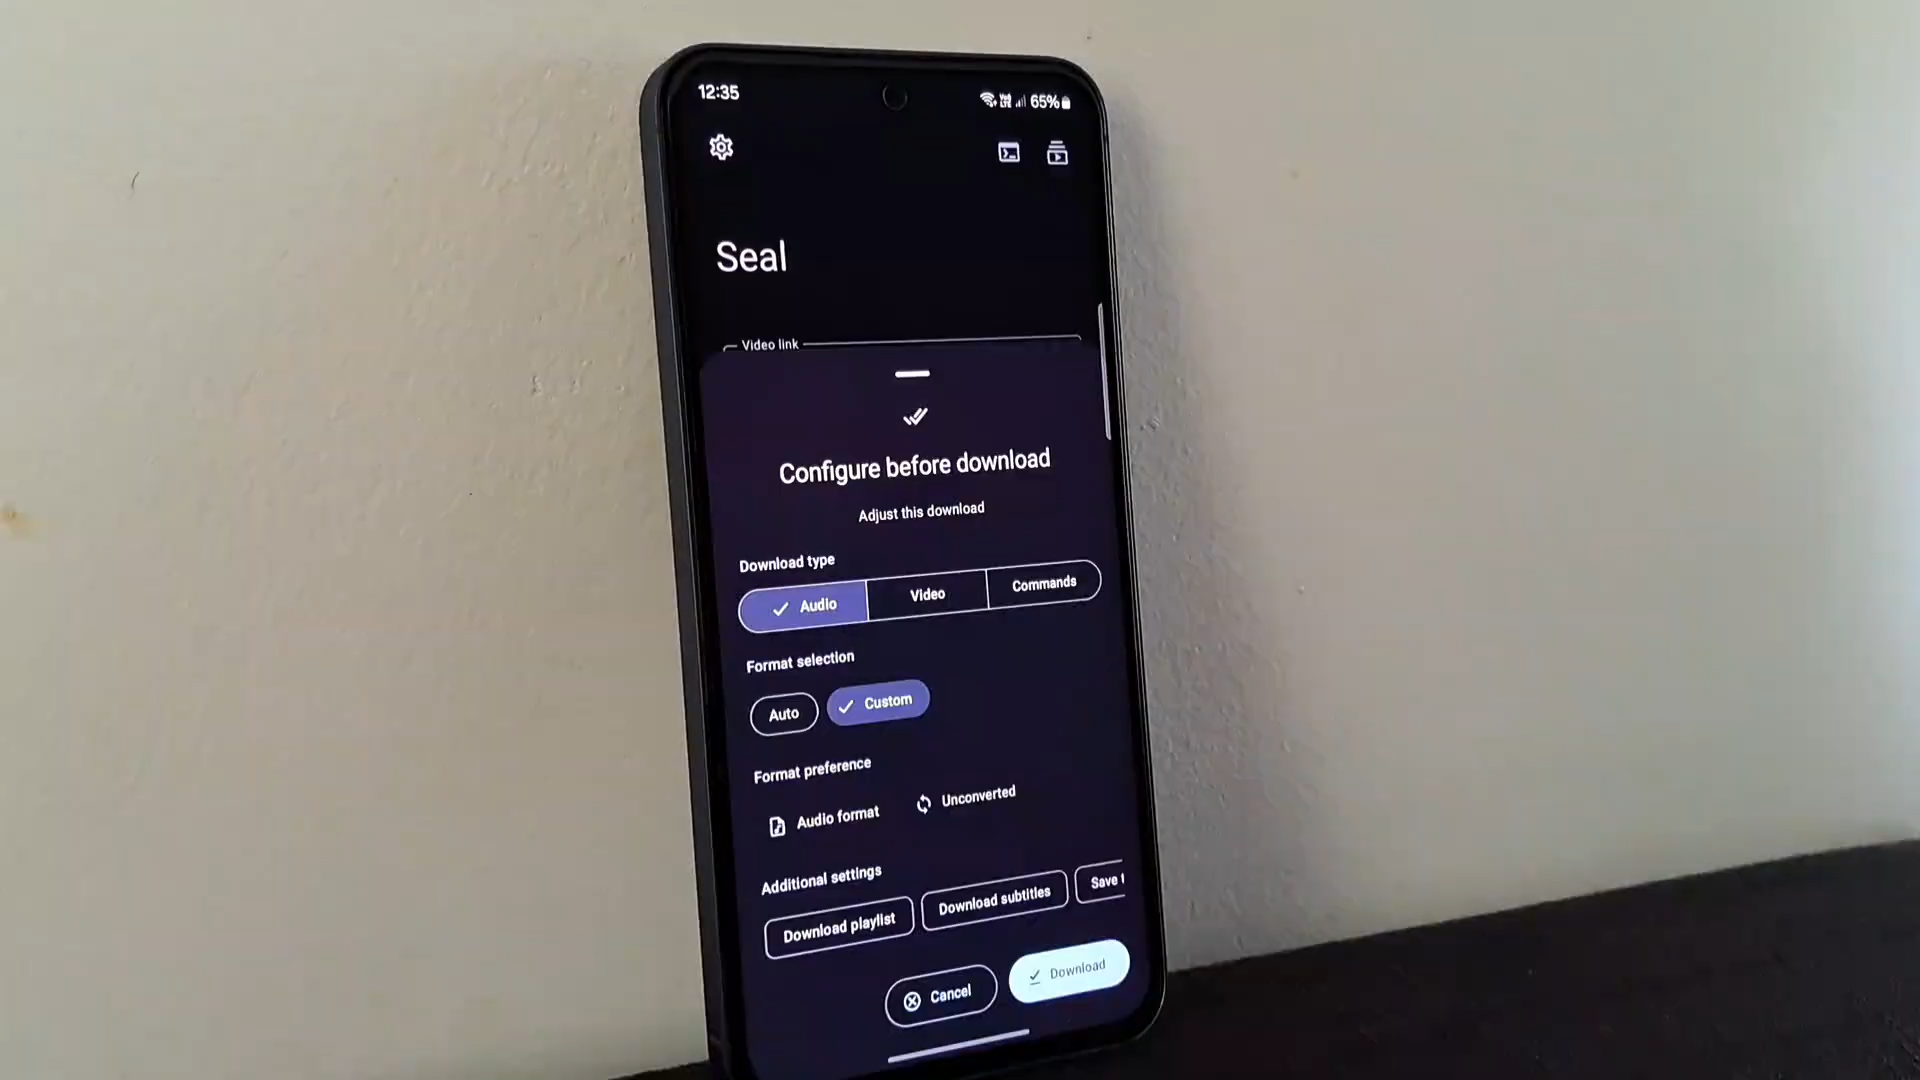 12:35
65%
Seal
Video link
Configure before download
Adjust this download
Download type
Audio Video Commands
Format selection
Auto Custom
Format preference
Audio format Unconverted
Additional settings
Download playlist Download subtitles Save
Cancel Download